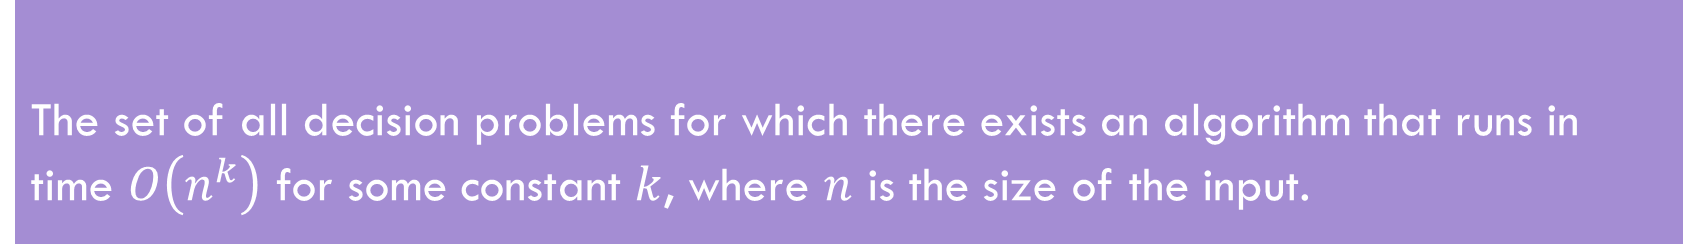 The set of all decision problems for which there exists an algorithm that runs in
time 𝑂(𝑛^𝑘) for some constant 𝑘, where 𝑛 is the size of the input.